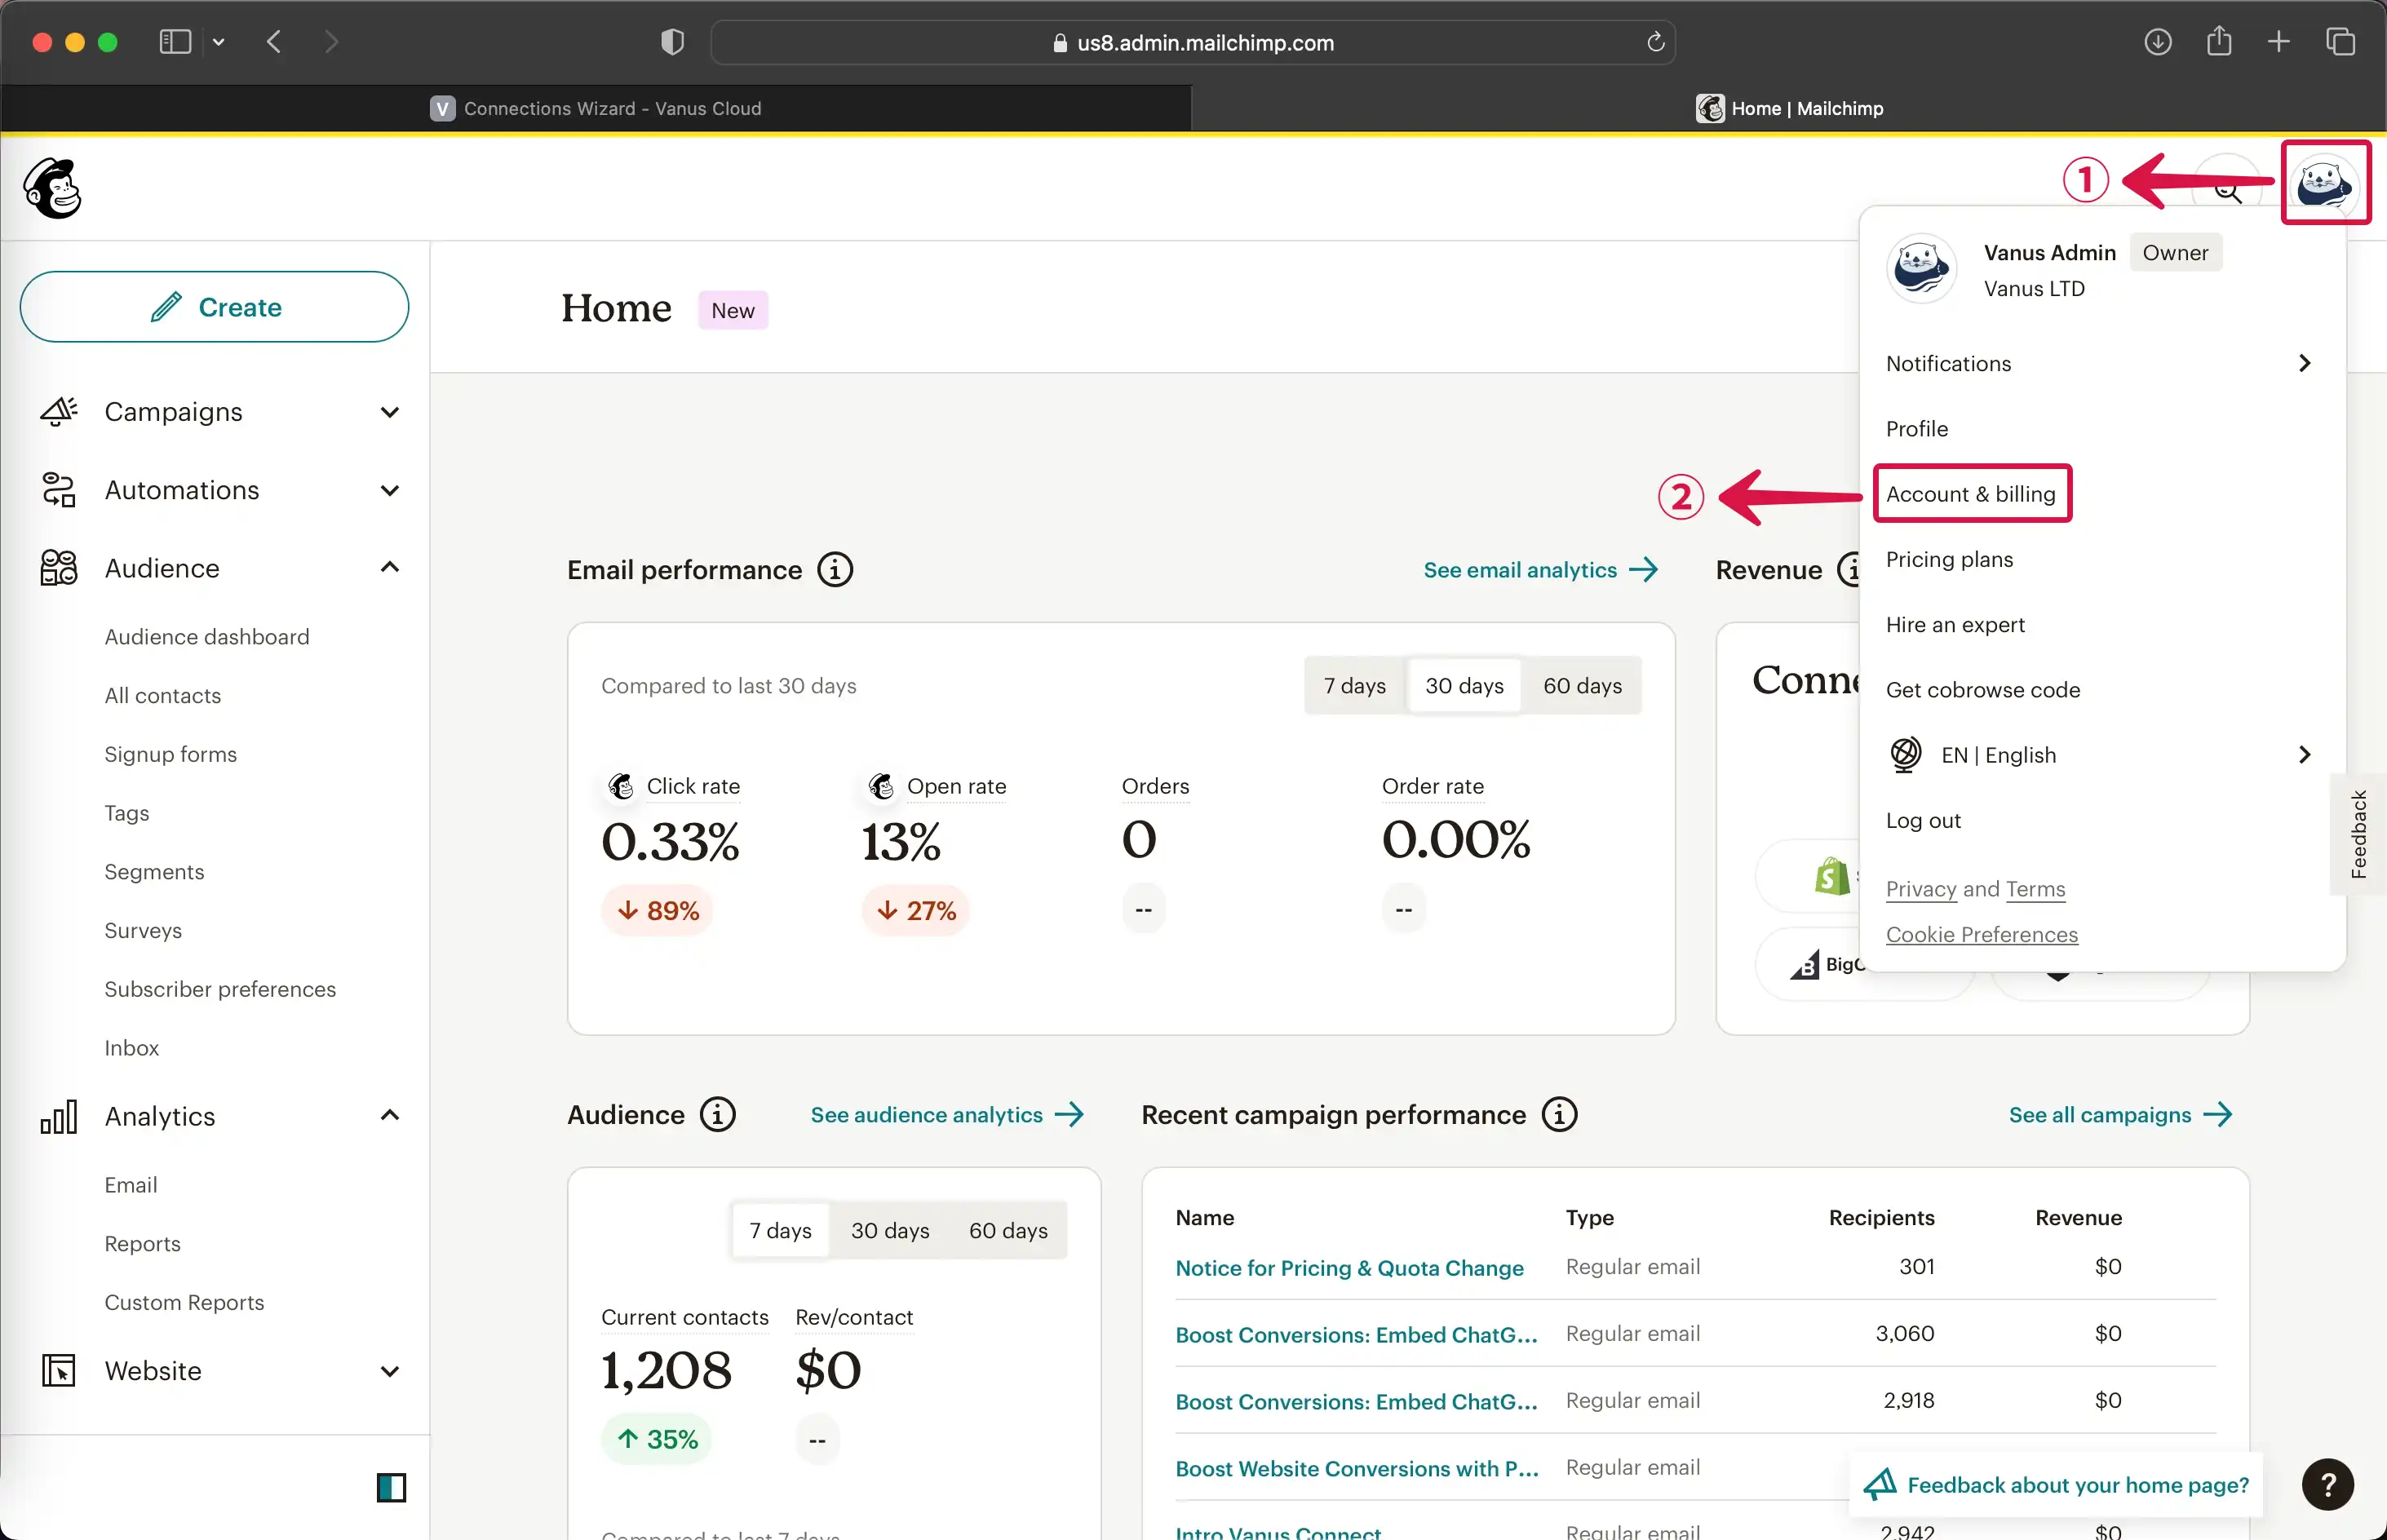 us8.admin.mailchimp.com
V Connections Wizard - Vanus Cloud
Home | Mailchimp
1
Vanus Admin Owner
Vanus LTD
Notifications
Profile
2
Account & billing
Pricing plans
Hire an expert
Get cobrowse code
EN | English
Log out
Privacy and Terms
Cookie Preferences
Feedback
Create
Campaigns
Automations
Audience
Audience dashboard
All contacts
Signup forms
Tags
Segments
Surveys
Subscriber preferences
Inbox
Analytics
Email
Reports
Custom Reports
Website
Home New
Email performance
See email analytics
Compared to last 30 days
7 days 30 days 60 days
Click rate Open rate Orders Order rate
0.33% 13% 0 0.00%
89% 27% -- --
Revenue
Conne
S
BigC
Audience
See audience analytics
7 days 30 days 60 days
Current contacts Rev/contact
1,208 $0
35% --
Compared to last 7 days
Recent campaign performance
See all campaigns
Name Type Recipients Revenue
Notice for Pricing & Quota Change Regular email 301 $0
Boost Conversions: Embed ChatG... Regular email 3,060 $0
Boost Conversions: Embed ChatG... Regular email 2,918 $0
Boost Website Conversions with P... Regular email
Intro Vanus Connect Regular email 2,942 $0
Feedback about your home page?
?